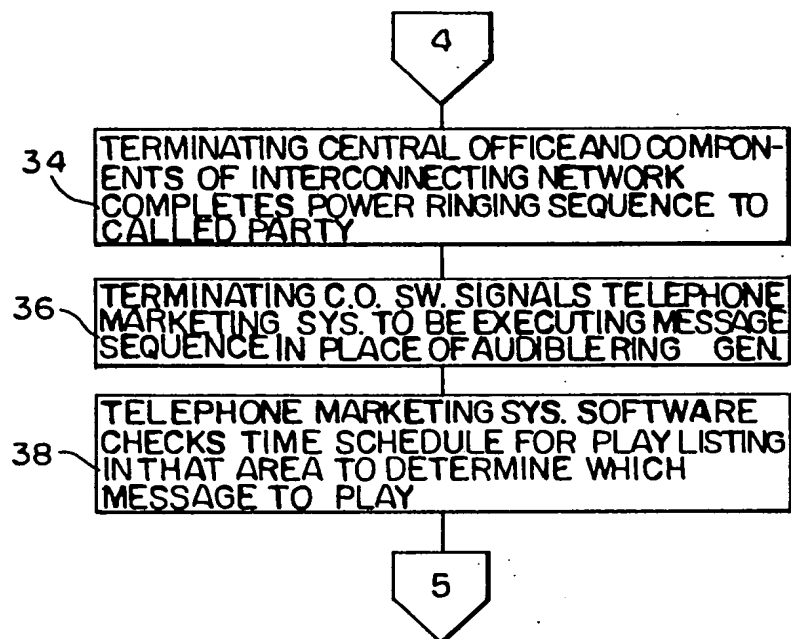 4
34
TERMINATING CENTRAL OFFICE AND COMPON-
ENTS OF INTERCONNECTING NETWORK
COMPLETES POWER RINGING SEQUENCE TO
CALLED PARTY
36
TERMINATING C.O. SW. SIGNALS TELEPHONE
MARKETING SYS. TO BE EXECUTING MESSAGE
SEQUENCE IN PLACE OF AUDIBLE RING GEN.
38
TELEPHONE MARKETING SYS. SOFTWARE
CHECKS TIME SCHEDULE FOR PLAY LISTING
IN THAT AREA TO DETERMINE WHICH
MESSAGE TO PLAY
5